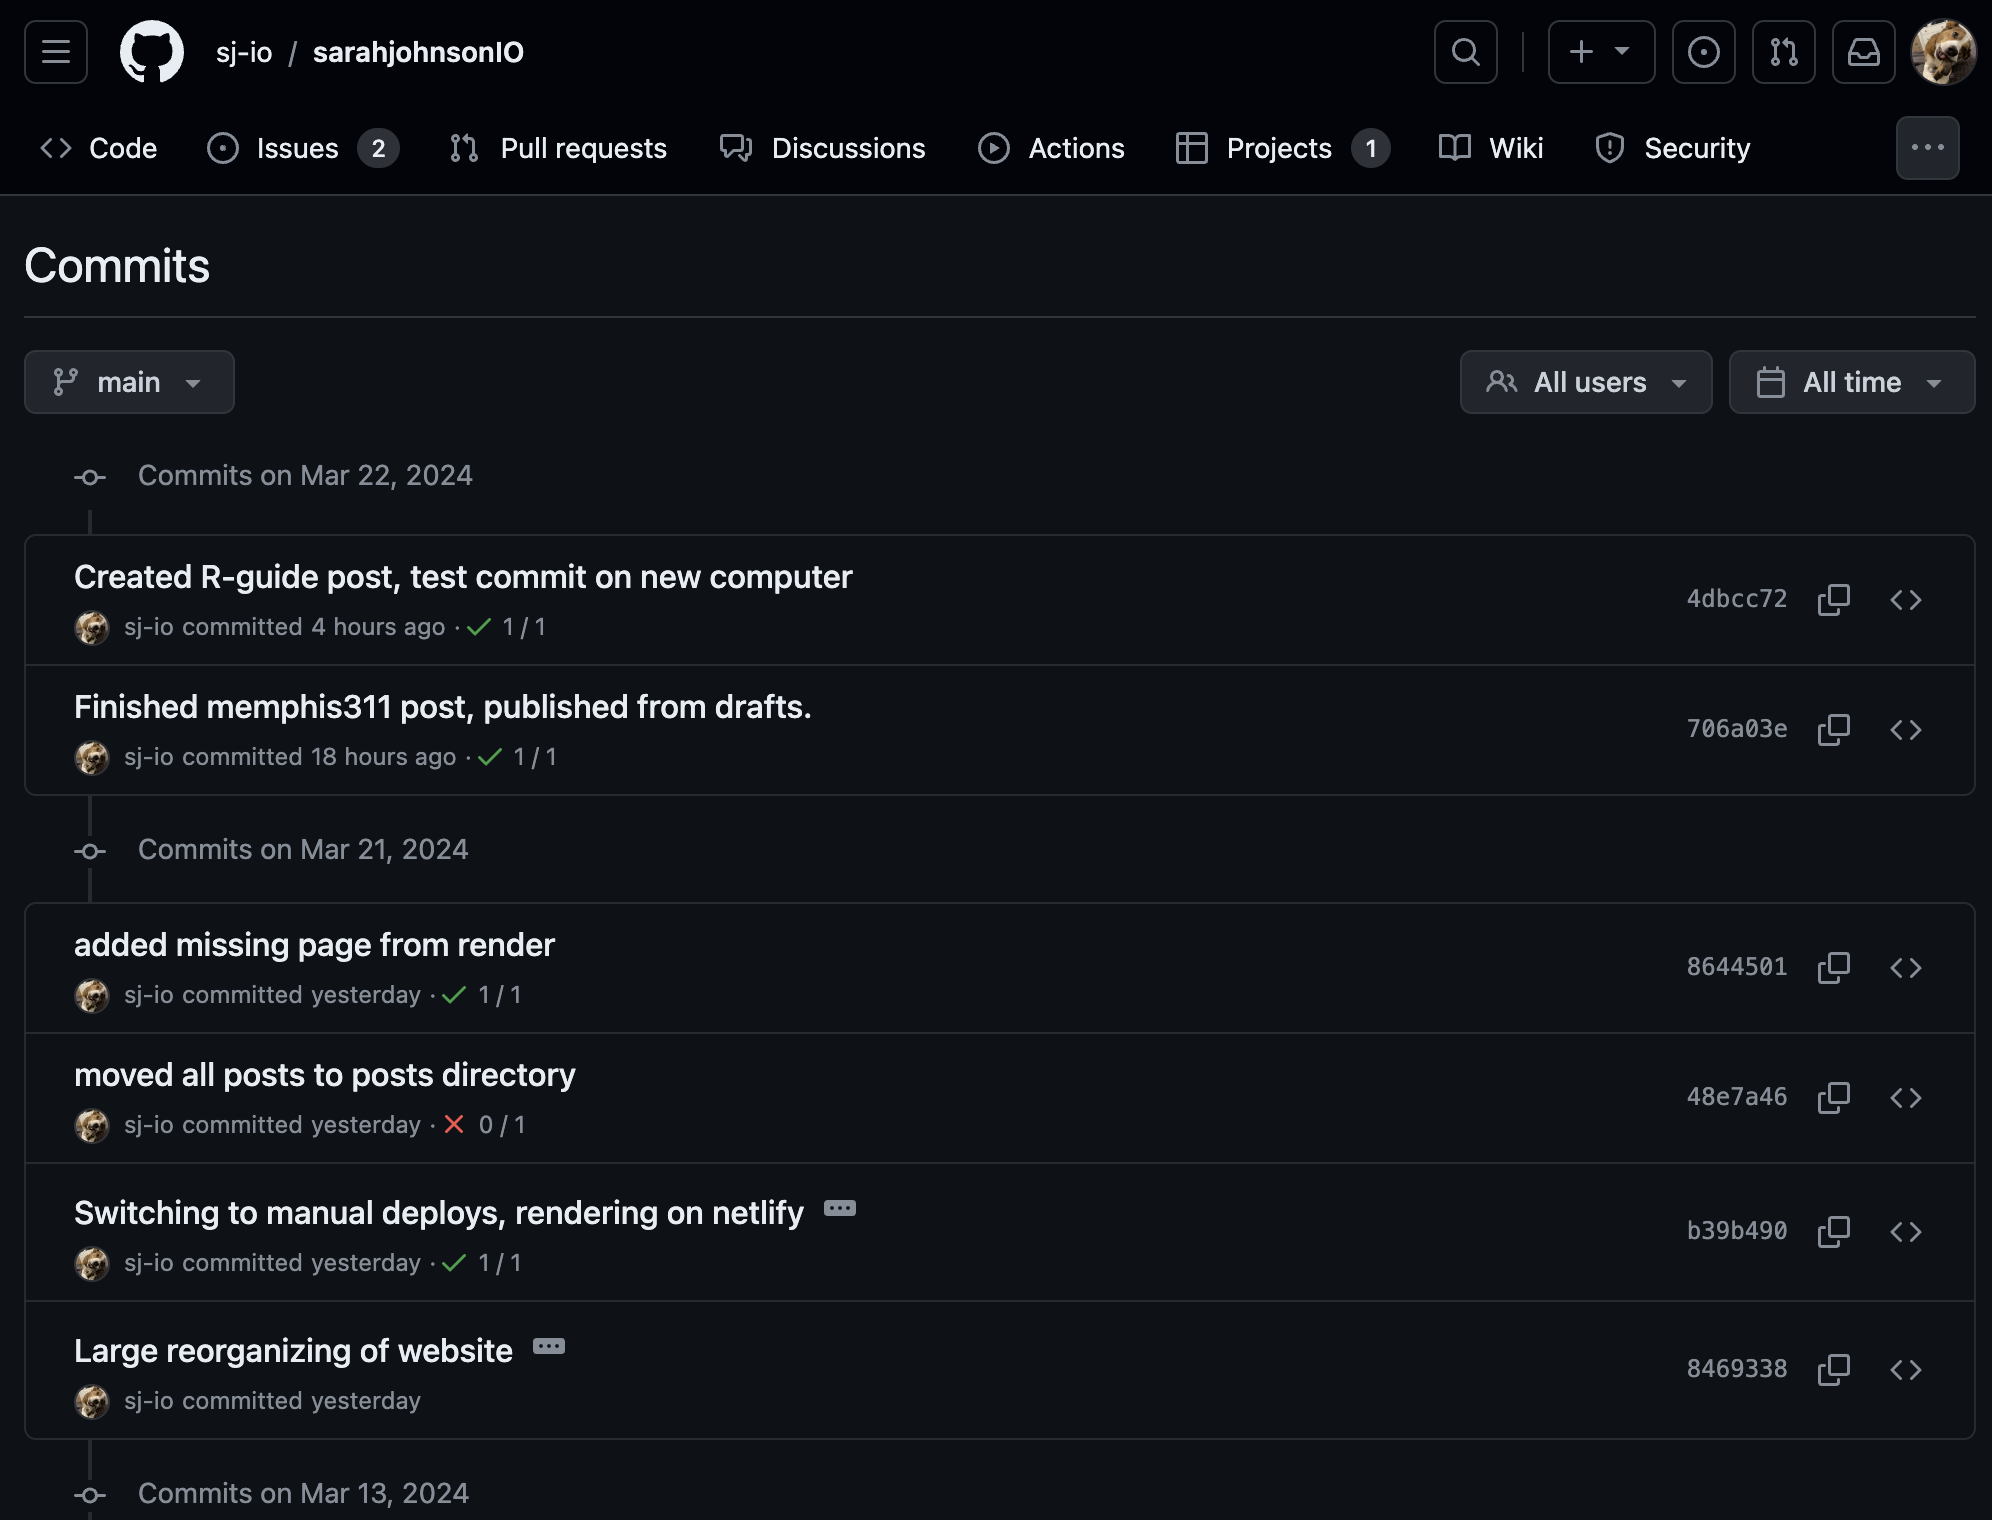 sj-io / sarahjohnsonIO
Code Issues 2 Pull requests Discussions Actions Projects 1 Wiki Security
Commits
main All users All time
Commits on Mar 22, 2024
Created R-guide post, test commit on new computer
4dbcc72
sj-io committed 4 hours ago · 1 / 1
Finished memphis311 post, published from drafts.
706a03e
sj-io committed 18 hours ago · 1 / 1
Commits on Mar 21, 2024
added missing page from render
8644501
sj-io committed yesterday · 1 / 1
moved all posts to posts directory
48e7a46
sj-io committed yesterday · 0 / 1
Switching to manual deploys, rendering on netlify
b39b490
sj-io committed yesterday · 1 / 1
Large reorganizing of website
8469338
sj-io committed yesterday
Commits on Mar 13, 2024